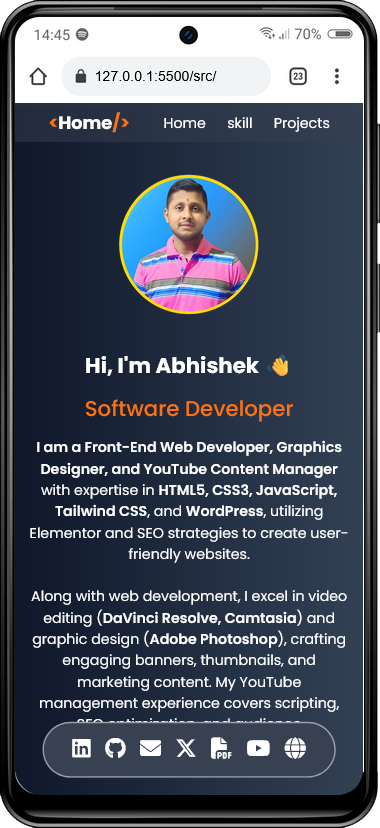 14:45 70%
127.0.0.1:5500/src/ 23
<Home/> Home skill Projects
Hi, I'm Abhishek 👋
Software Developer
I am a Front-End Web Developer, Graphics
Designer, and YouTube Content Manager
with expertise in HTML5, CSS3, JavaScript,
Tailwind CSS, and WordPress, utilizing
Elementor and SEO strategies to create user-
friendly websites.
Along with web development, I excel in video
editing (DaVinci Resolve, Camtasia) and
graphic design (Adobe Photoshop), crafting
engaging banners, thumbnails, and
marketing content. My YouTube
management experience covers scripting,
SEO optimization, and audience
PDF